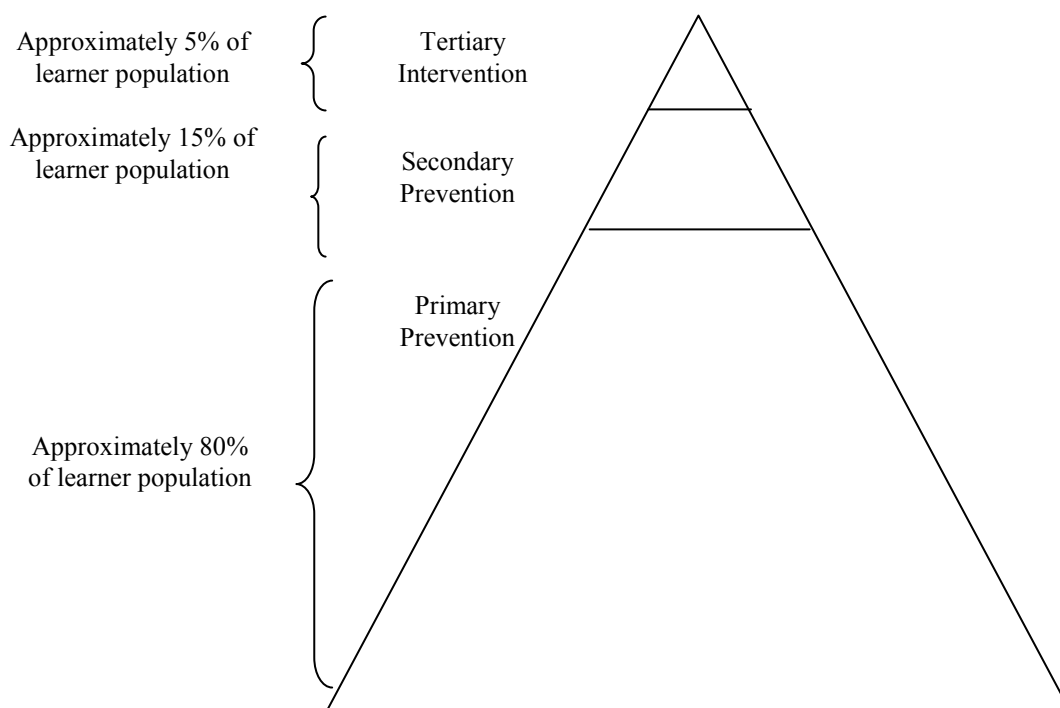 Approximately 5% of
learner population
Tertiary
Intervention
Approximately 15% of
learner population
Secondary
Prevention
Primary
Prevention
Approximately 80%
of learner population